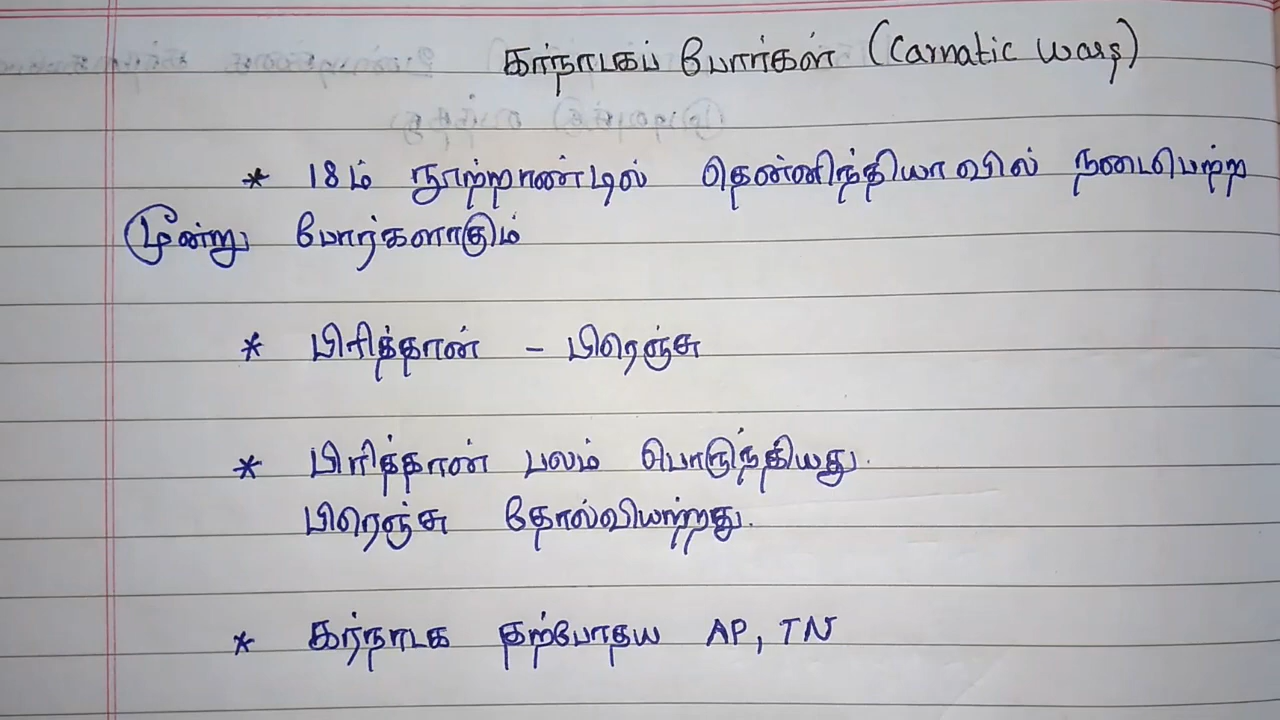 கர்நாடகப் போர்கள் (Carnatic Wars)
* 18ம் நூற்றாண்டில் தென்னிந்தியாவில் நடைபெற்ற
மூன்று போர்களாகும்
* பிரித்தான் - பிரெஞ்சு
* பிரித்தான் பலம் பொருந்தியது.
பிரெஞ்சு தோல்வியுற்றது.
* கர்நாடக தற்போதய AP, TN